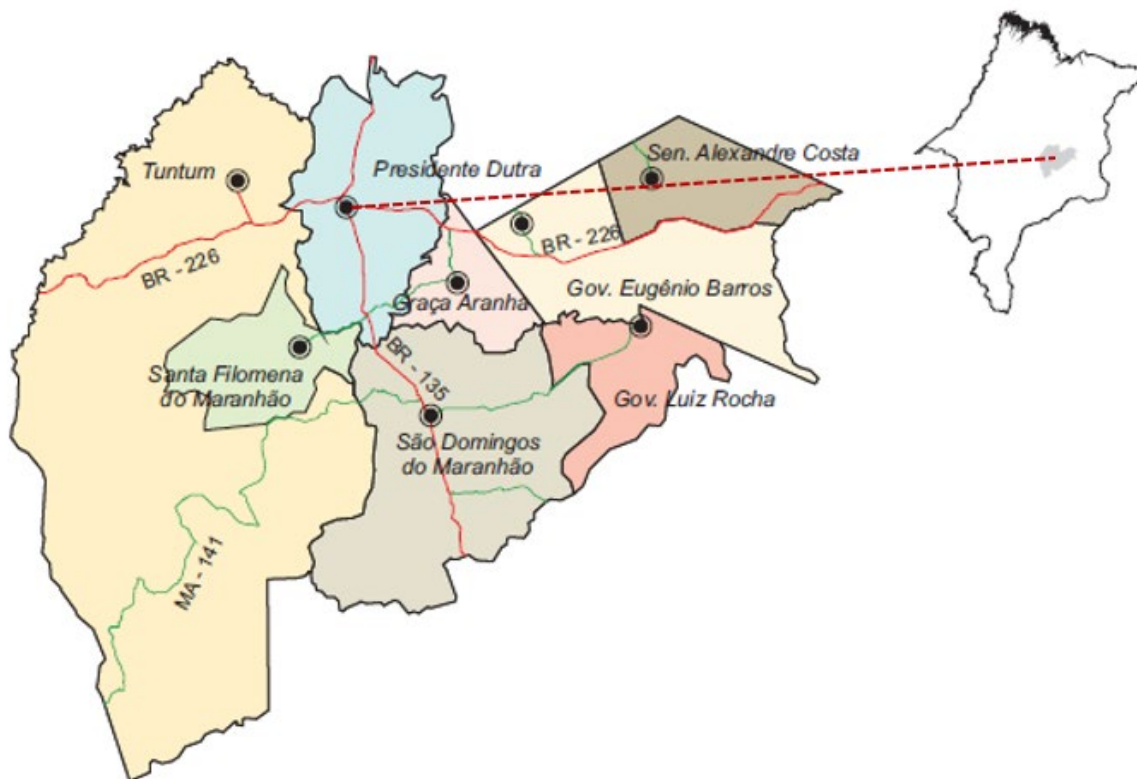 Tuntum
Presidente Dutra
Sen. Alexandre Costa
BR - 226
BR - 226
Graça Aranha
Gov. Eugênio Barros
Santa Filomena
do Maranhão
BR - 135
Gov. Luiz Rocha
São Domingos
do Maranhão
MA - 141